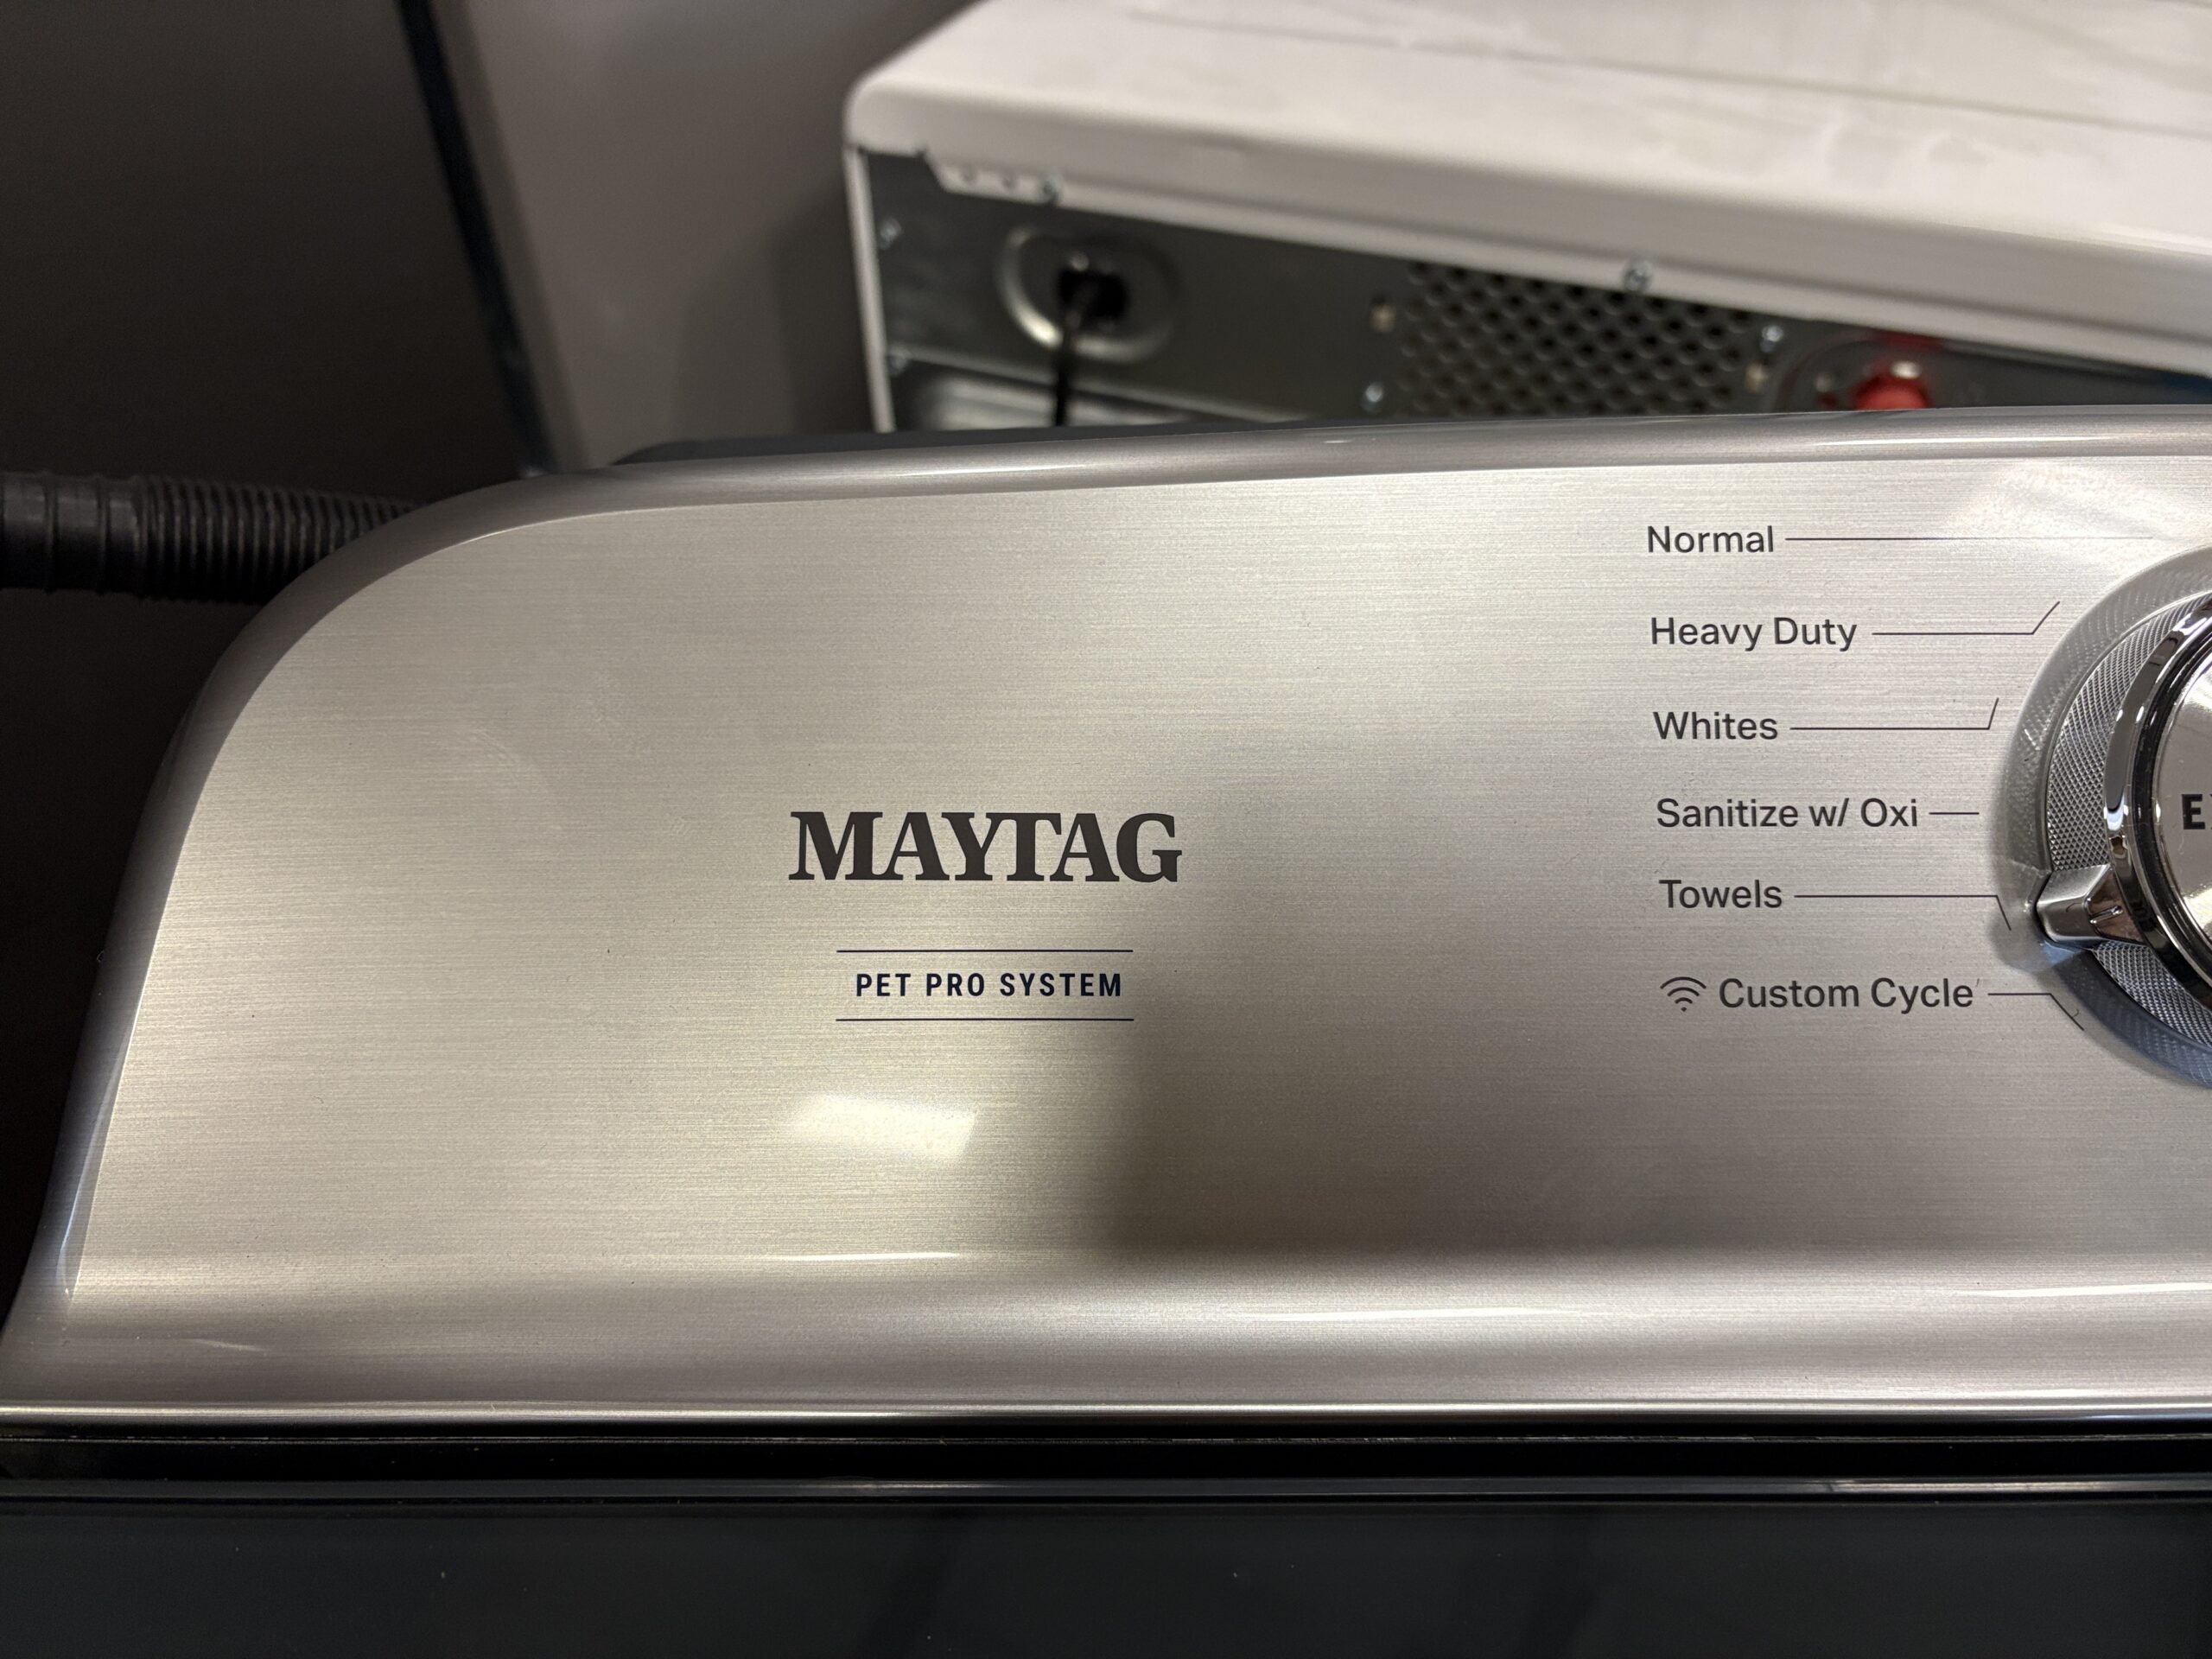 MAYTAG
PET PRO SYSTEM
Normal
Heavy Duty
Whites
Sanitize w/ Oxi
Towels
Custom Cycle